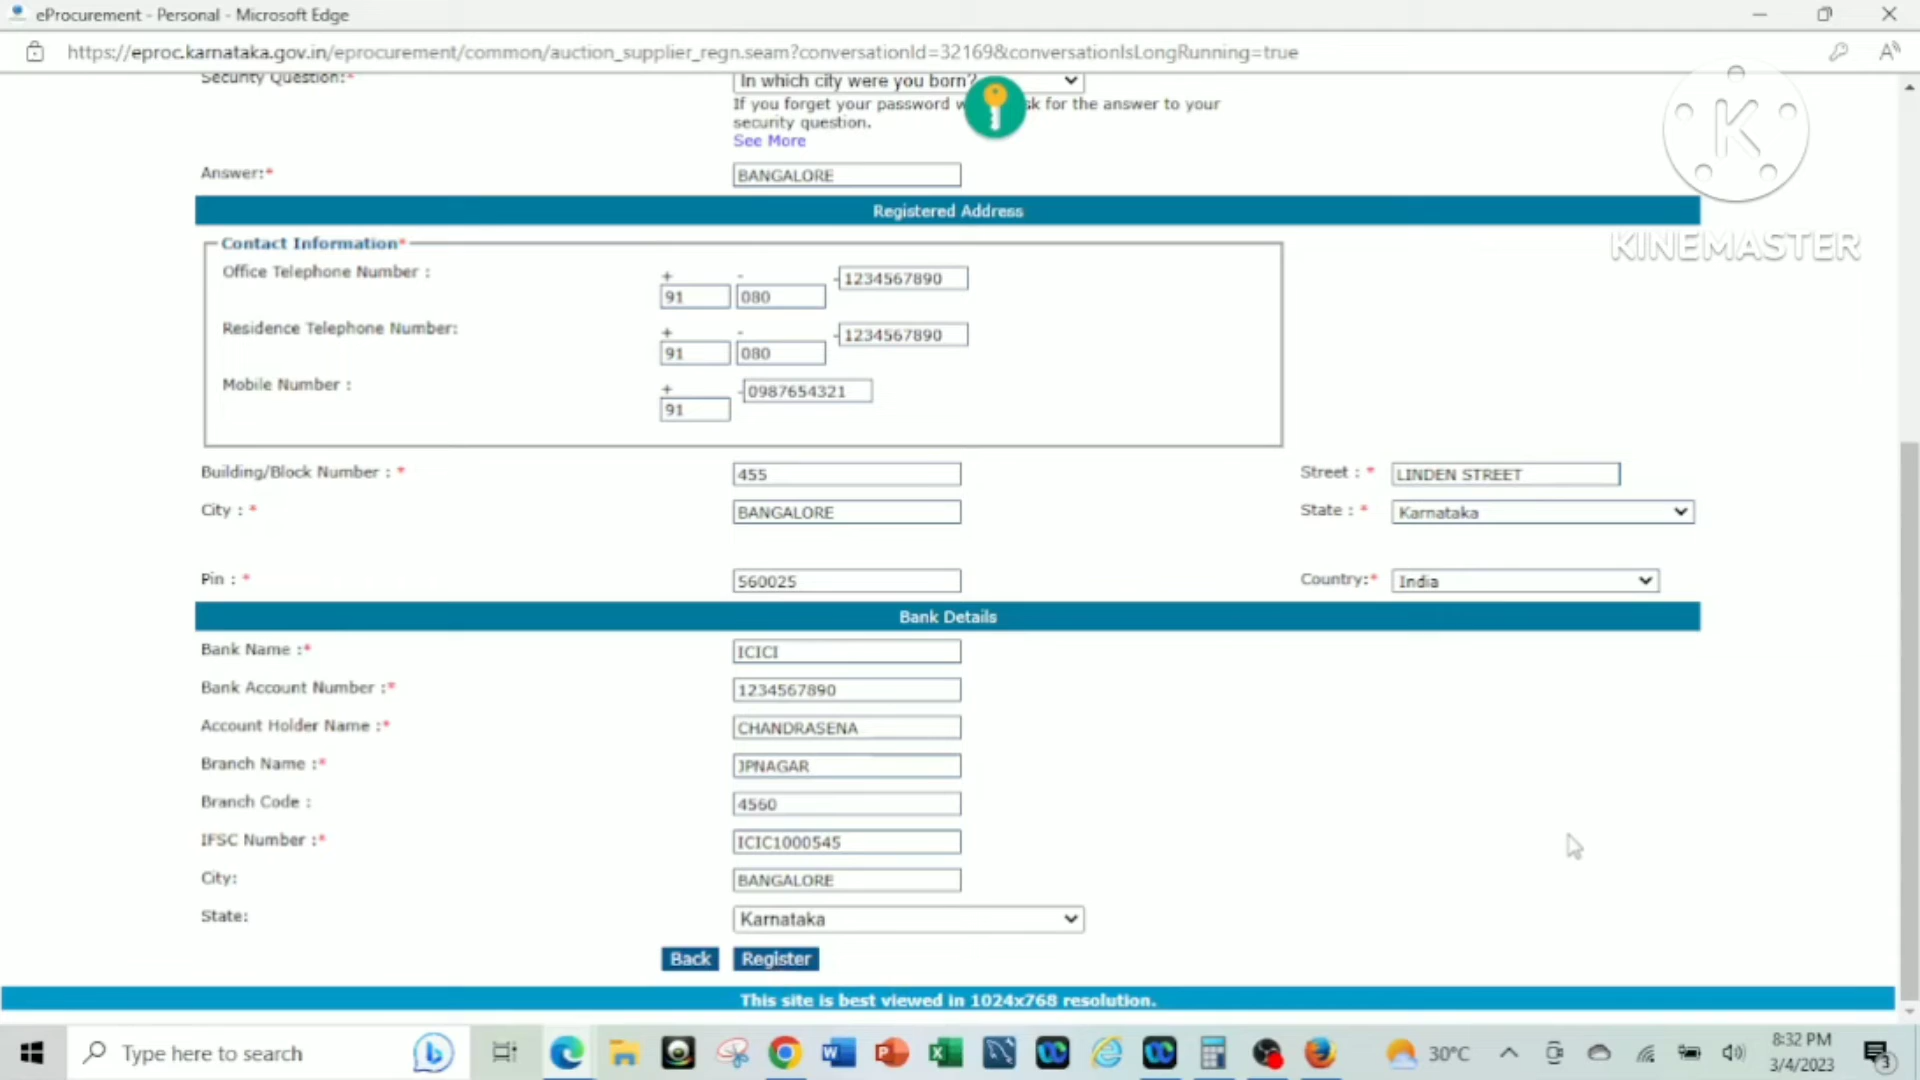 eProcurement - Personal - Microsoft Edge
https://eproc.karnataka.gov.in/eprocurement/common/auction_supplier_regn.seam?conversationId=32169&conversationIsLongRunning=true
Security Question:* In which city were you born?
If you forget your password w sk for the answer to your
security question.
See More
Answer:* BANGALORE
Registered Address
KINEMASTER
Contact Information*
Office Telephone Number : + 91 - 080 - 1234567890
Residence Telephone Number: + 91 - 080 - 1234567890
Mobile Number : + 91 - 0987654321
Building/Block Number : * 455 Street : * LINDEN STREET
City : * BANGALORE State : * Karnataka
Pin : * 560025 Country:* India
Bank Details
Bank Name :* ICICI
Bank Account Number :* 1234567890
Account Holder Name :* CHANDRASENA
Branch Name :* JPNAGAR
Branch Code : 4560
IFSC Number :* ICIC1000545
City: BANGALORE
State: Karnataka
Back Register
This site is best viewed in 1024x768 resolution.
Type here to search 30°C 8:32 PM
3/4/2023 3